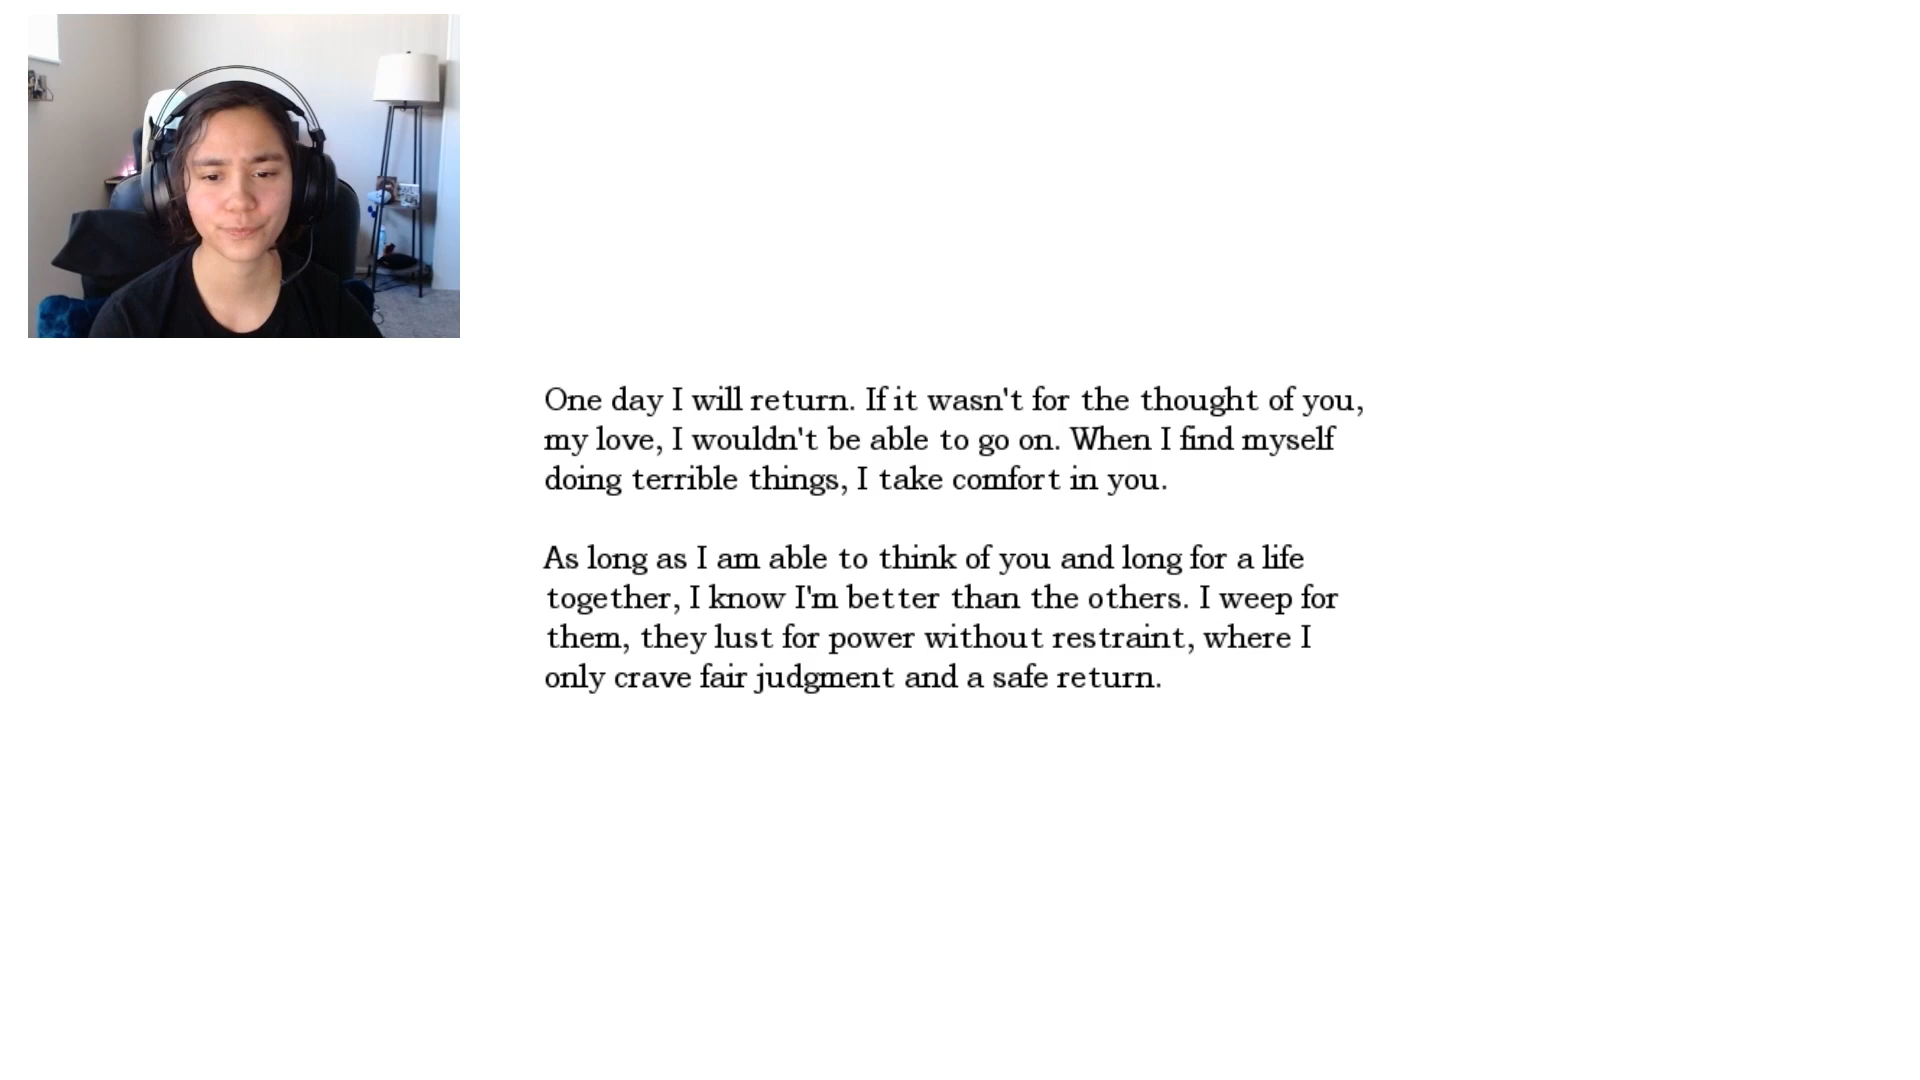 One day I will return. If it wasn't for the thought of you,
my love, I wouldn't be able to go on. When I find myself
doing terrible things, I take comfort in you.
As long as I am able to think of you and long for a life
together, I know I'm better than the others. I weep for
them, they lust for power without restraint, where I
only crave fair judgment and a safe return.